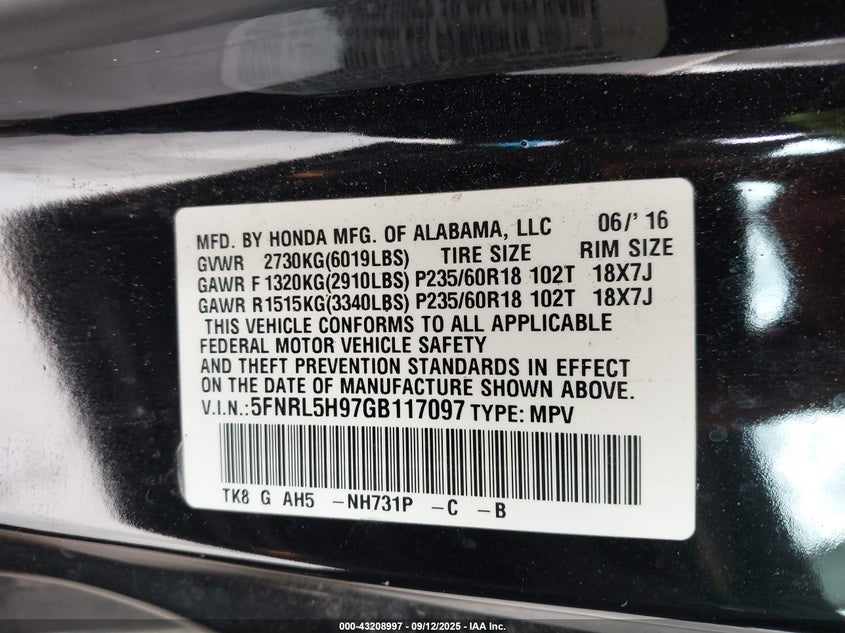 MFD. BY HONDA MFG. OF ALABAMA, LLC 06/' 16
GVWR 2730KG(6019LBS) TIRE SIZE RIM SIZE
GAWR F 1320KG(2910LBS) P235/60R18 102T 18X7J
GAWR R1515KG(3340LBS) P235/60R18 102T 18X7J
THIS VEHICLE CONFORMS TO ALL APPLICABLE
FEDERAL MOTOR VEHICLE SAFETY
AND THEFT PREVENTION STANDARDS IN EFFECT
ON THE DATE OF MANUFACTURE SHOWN ABOVE.
V.I.N.:5FNRL5H97GB117097 TYPE: MPV
TK8 G AH5 -NH731P -C -B
000-43208997 - 09/12/2025 - IAA Inc.